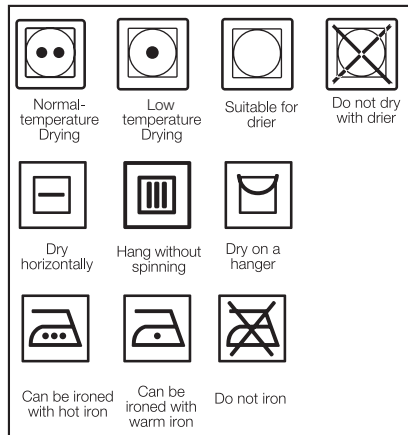 Normal-
temperature
Drying
Low
temperature
Drying
Suitable for
drier
Do not dry
with drier
Dry
horizontally
Hang without
spinning
Dry on a
hanger
Can be ironed
with hot iron
Can be
ironed with
warm iron
Do not iron